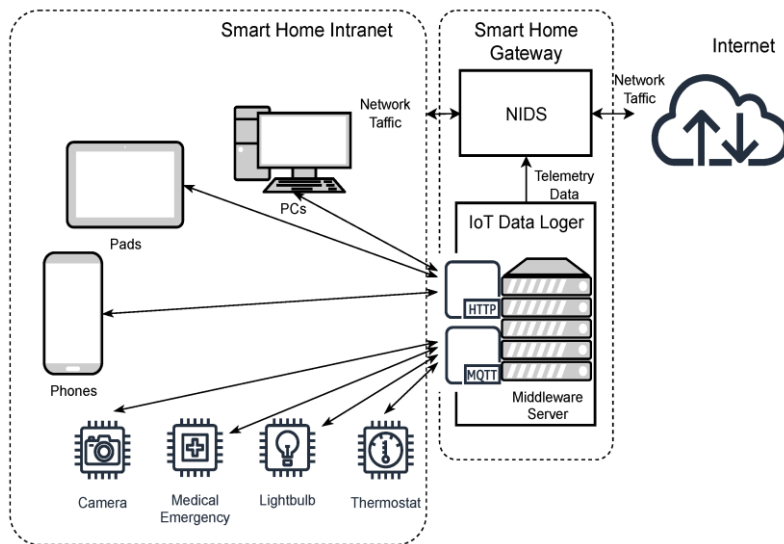 Smart Home Intranet
Smart Home
Gateway
Internet
Network
Taffic
NIDS
Network
Taffic
Telemetry
Data
PCs
Pads
IoT Data Loger
HTTP
MQTT
Middleware
Server
Phones
Camera
Medical
Emergency
Lightbulb
Thermostat